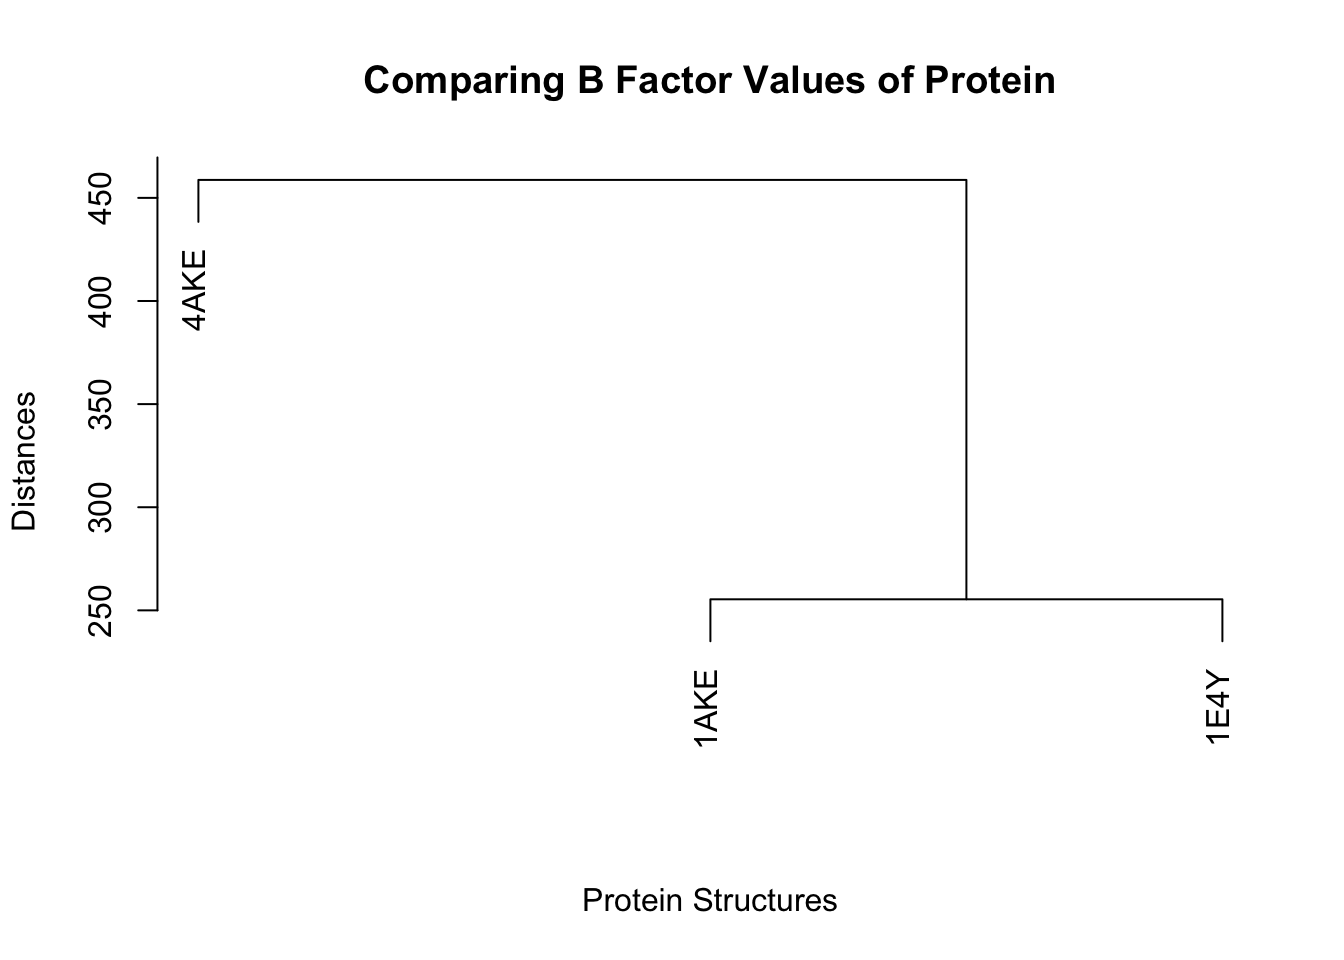 Comparing B Factor Values of Protein
Distances
450
400
350
300
250
4AKE
1AKE
1E4Y
Protein Structures